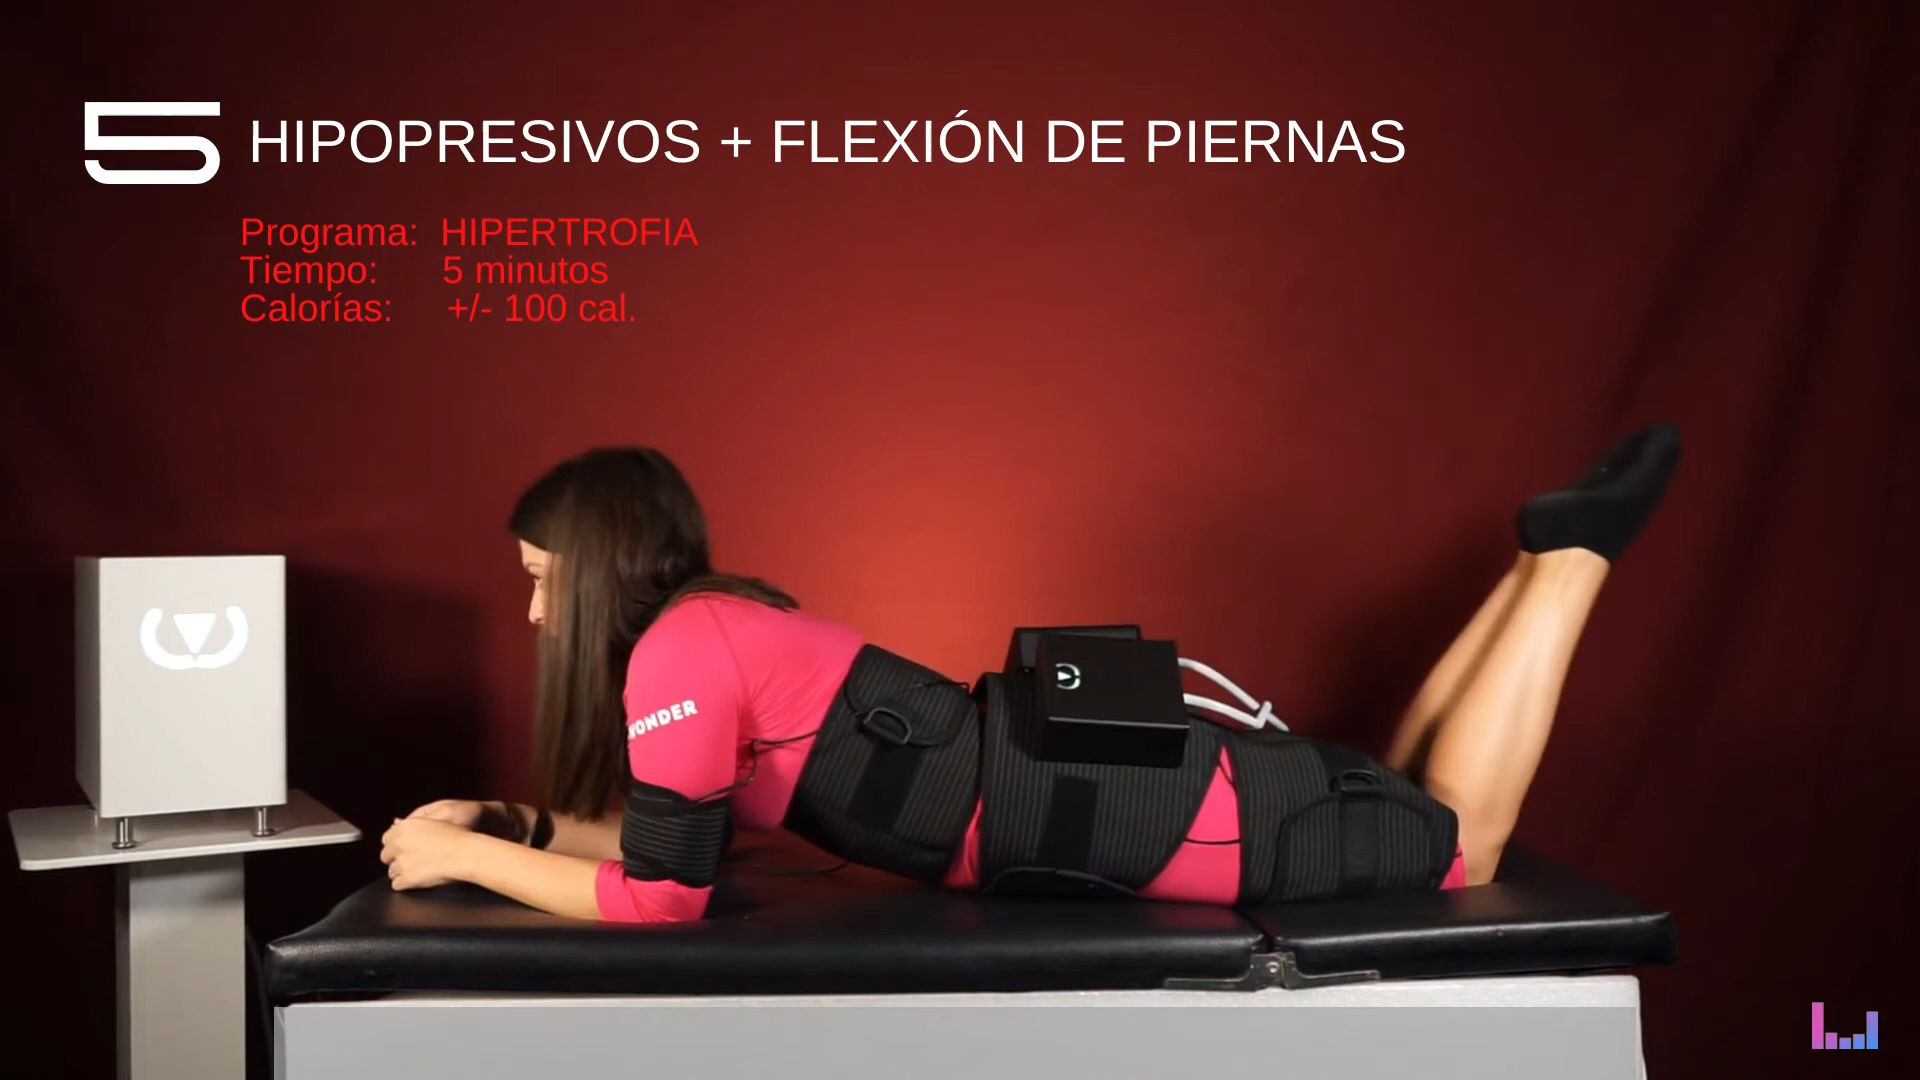 5 HIPOPRESIVOS + FLEXIÓN DE PIERNAS
Programa: HIPERTROFIA
Tiempo: 5 minutos
Calorías: +/- 100 cal.
WONDER